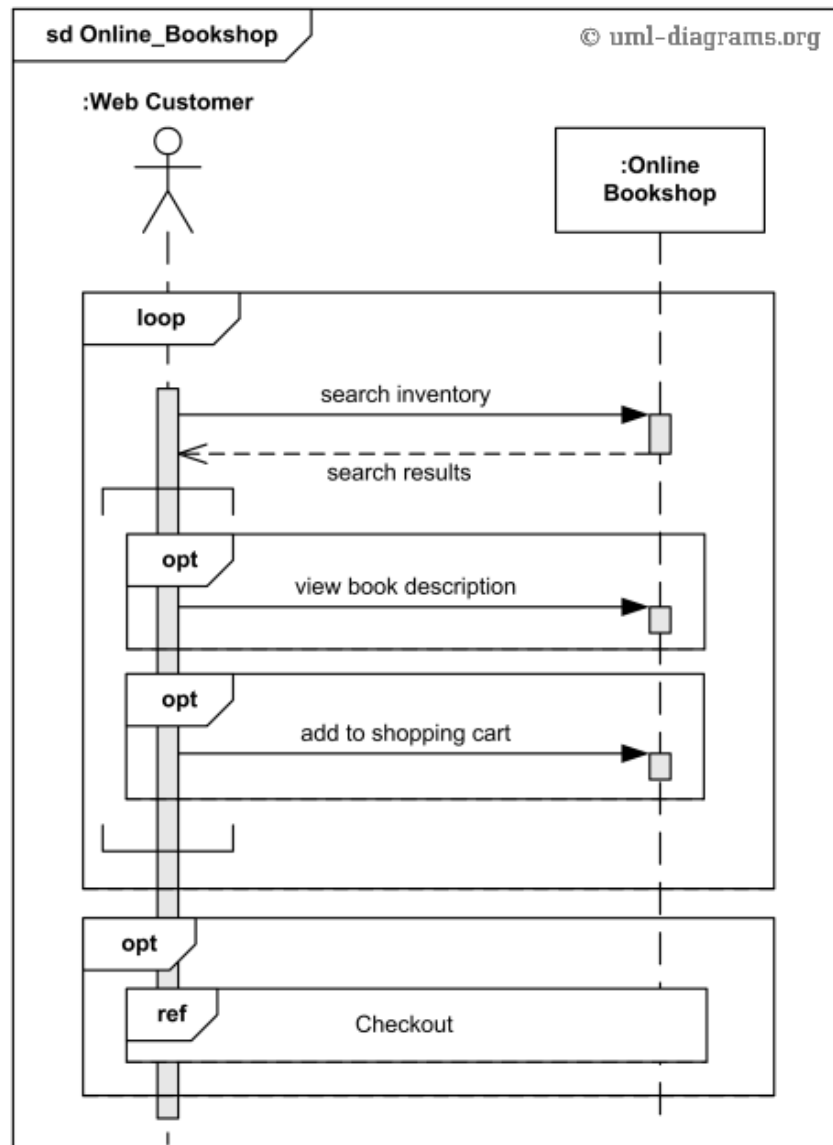 sd Online_Bookshop
© uml-diagrams.org
:Web Customer
:Online
Bookshop
loop
search inventory
search results
opt
view book description
opt
add to shopping cart
opt
ref
Checkout